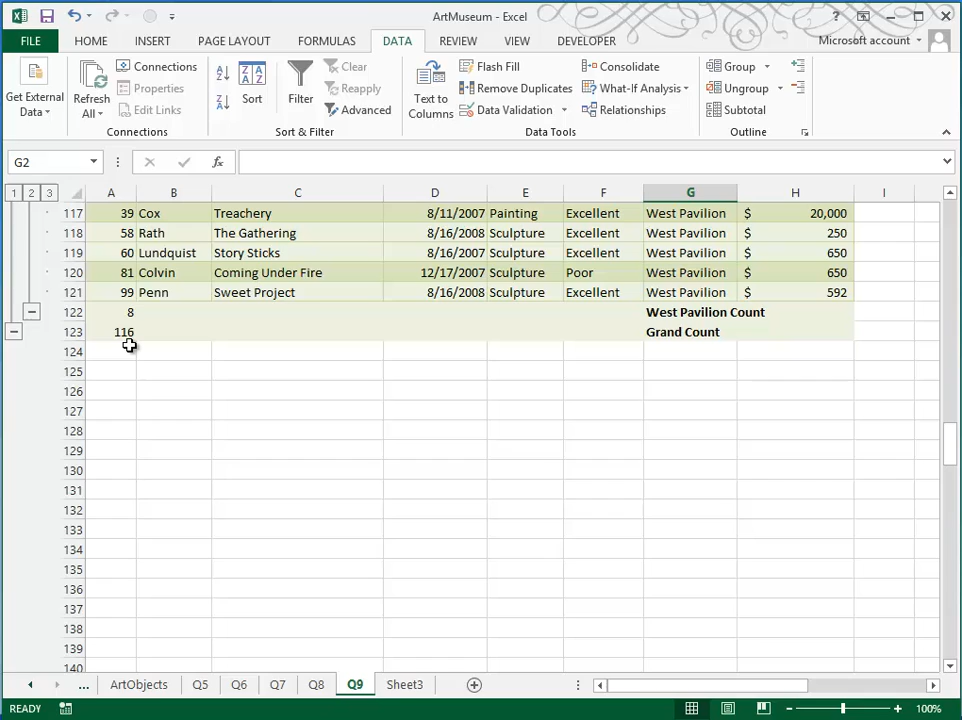 ArtMuseum - Excel
?
FILE HOME INSERT PAGE LAYOUT FORMULAS DATA REVIEW VIEW DEVELOPER Microsoft account
Get External Data
Refresh All
Connections
Properties
Edit Links
Connections
Sort
Filter
Clear
Reapply
Advanced
Sort & Filter
Text to Columns
Flash Fill
Remove Duplicates
Data Validation
Consolidate
What-If Analysis
Relationships
Data Tools
Group
Ungroup
Subtotal
Outline
G2
fx
1 2 3 A B C D E F G H I
117 39 Cox Treachery 8/11/2007 Painting Excellent West Pavilion $ 20,000
118 58 Rath The Gathering 8/16/2008 Sculpture Excellent West Pavilion $ 250
119 60 Lundquist Story Sticks 8/16/2007 Sculpture Excellent West Pavilion $ 650
120 81 Colvin Coming Under Fire 12/17/2007 Sculpture Poor West Pavilion $ 650
121 99 Penn Sweet Project 8/16/2008 Sculpture Excellent West Pavilion $ 592
122 8 West Pavilion Count
123 116 Grand Count
124
125
126
127
128
129
130
131
132
133
134
135
136
137
138
139
140
... ArtObjects Q5 Q6 Q7 Q8 Q9 Sheet3
READY 100%